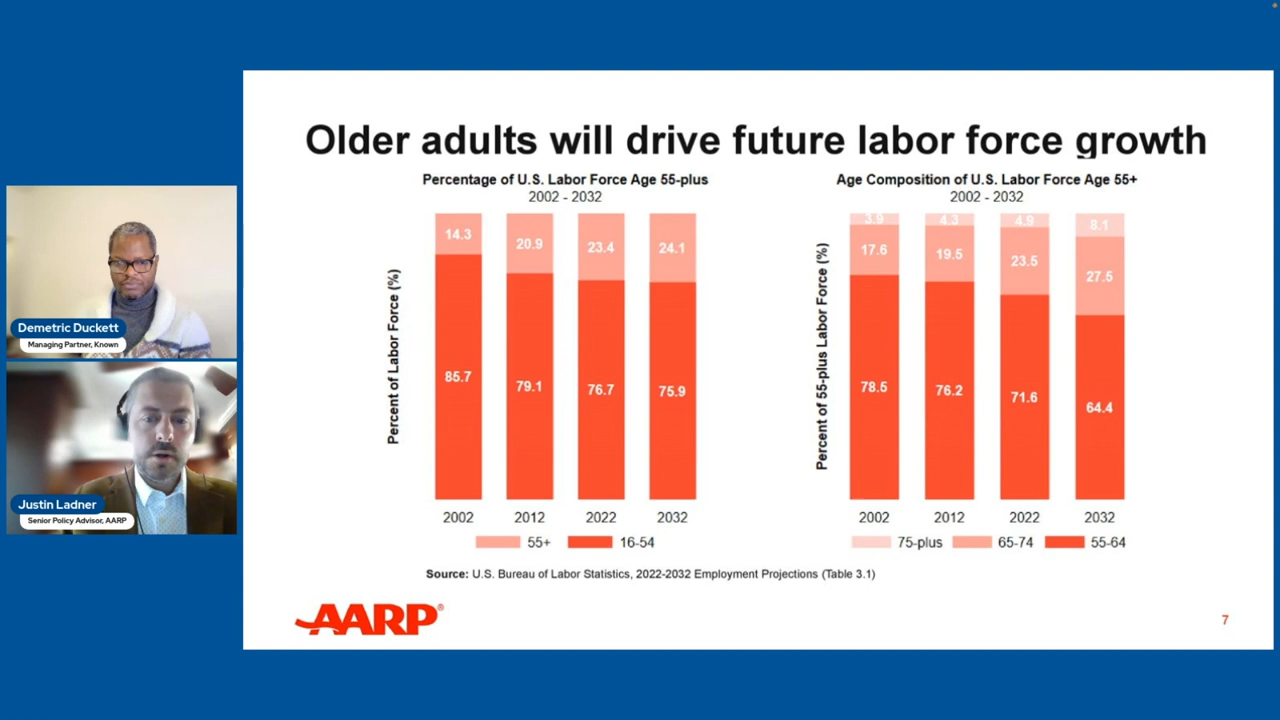 Older adults will drive future labor force growth
Percentage of U.S. Labor Force Age 55-plus
2002 - 2032
Percent of Labor Force (%)
14.3
20.9
23.4
24.1
85.7
79.1
76.7
75.9
2002
2012
2022
2032
55+
16-54
Age Composition of U.S. Labor Force Age 55+
2002 - 2032
Percent of 55-plus Labor Force (%)
3.9
4.3
4.9
8.1
17.6
19.5
23.5
27.5
78.5
76.2
71.6
64.4
2002
2012
2022
2032
75-plus
65-74
55-64
Source: U.S. Bureau of Labor Statistics, 2022-2032 Employment Projections (Table 3.1)
AARP®
7
Demetric Duckett
Managing Partner, Known
Justin Ladner
Senior Policy Advisor, AARP